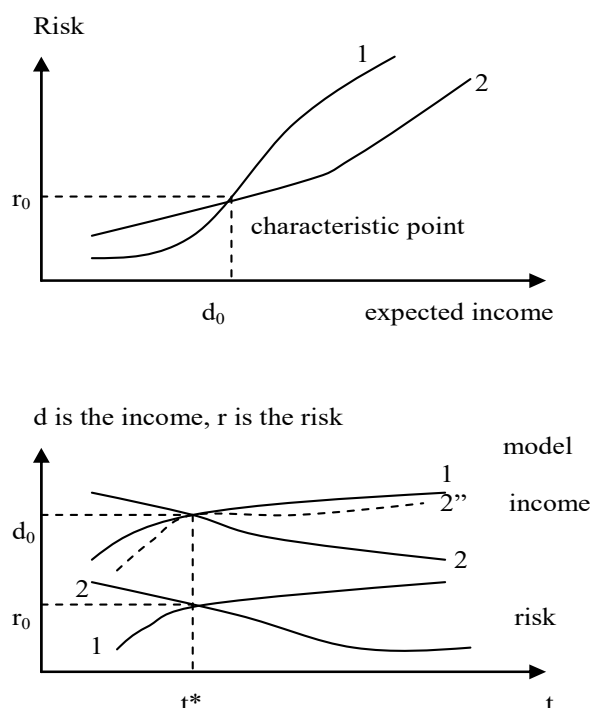 Risk
1
2
r₀
characteristic point
d₀
expected income
d is the income, r is the risk
model
1
2”
income
d₀
2
2
r₀
risk
1
t*
t